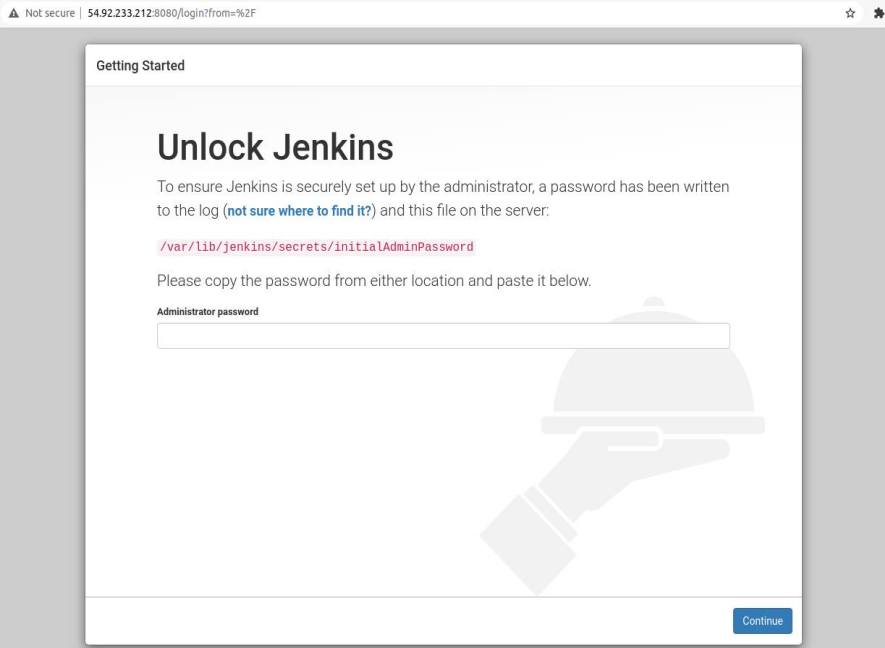 Not secure | 54.92.233.212:8080/login?from=%2F
Getting Started
Unlock Jenkins
To ensure Jenkins is securely set up by the administrator, a password has been written
to the log (not sure where to find it?) and this file on the server:
/var/lib/jenkins/secrets/initialAdminPassword
Please copy the password from either location and paste it below.
Administrator password
Continue